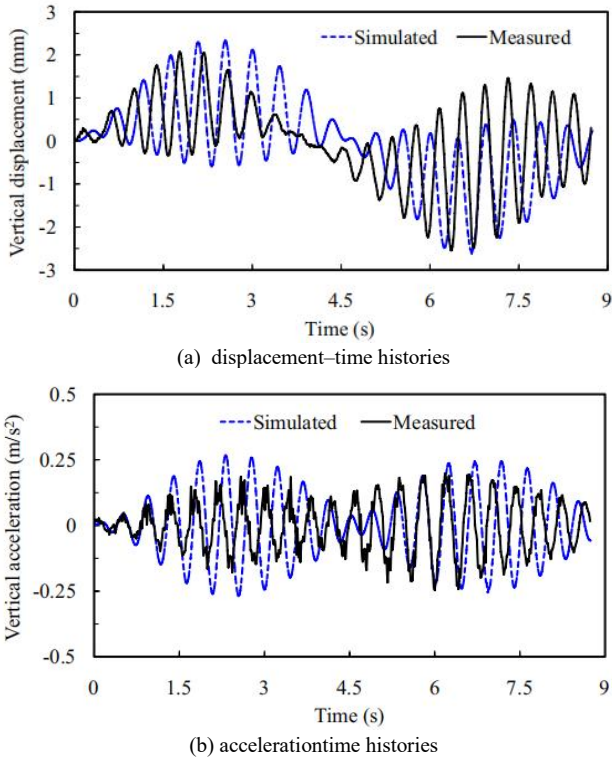 3
2
1
0
-1
-2
-3
Vertical displacement (mm)
Simulated Measured
0 1.5 3 4.5 6 7.5 9
Time (s)
(a) displacement–time histories
0.5
0.25
0
-0.25
-0.5
Vertical acceleration (m/s²)
Simulated Measured
0 1.5 3 4.5 6 7.5 9
Time (s)
(b) accelerationtime histories